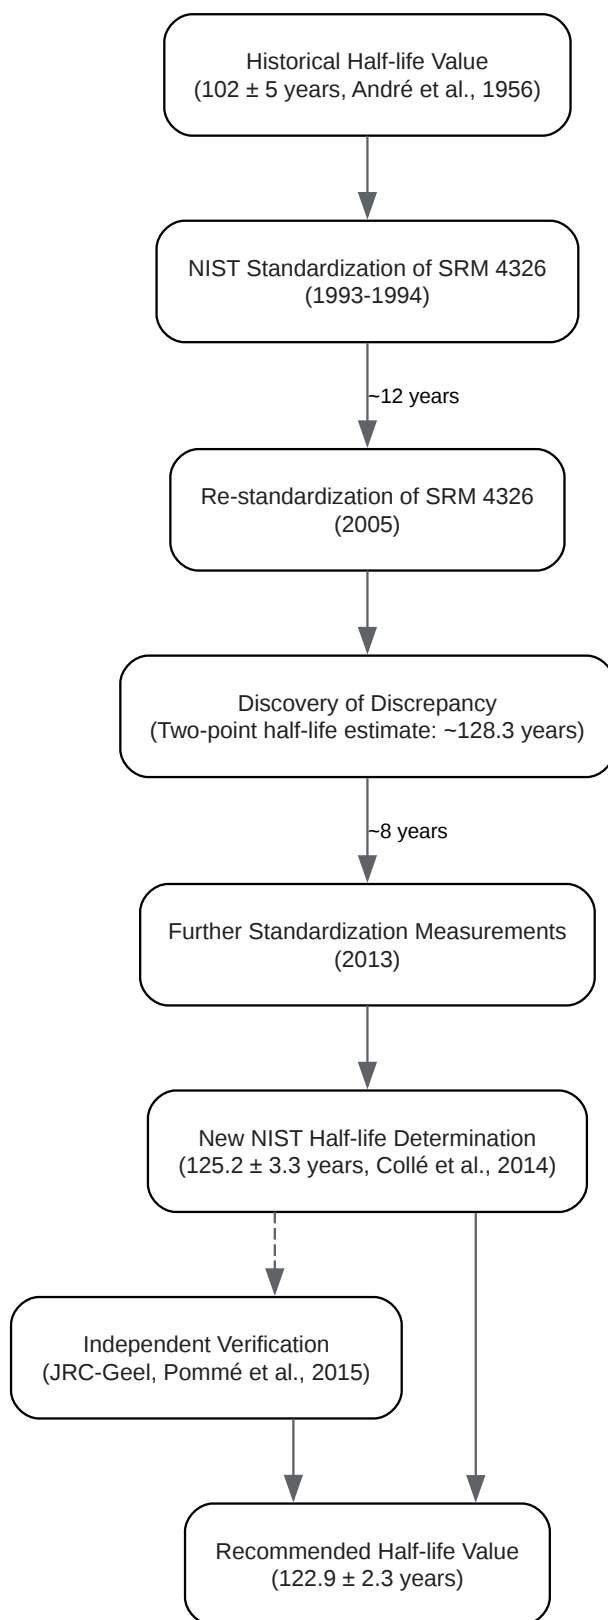 Historical Half-life Value
(102 ± 5 years, André et al., 1956)
NIST Standardization of SRM 4326
(1993-1994)
~12 years
Re-standardization of SRM 4326
(2005)
Discovery of Discrepancy
(Two-point half-life estimate: ~128.3 years)
~8 years
Further Standardization Measurements
(2013)
New NIST Half-life Determination
(125.2 ± 3.3 years, Collé et al., 2014)
Independent Verification
(JRC-Geel, Pommé et al., 2015)
Recommended Half-life Value
(122.9 ± 2.3 years)